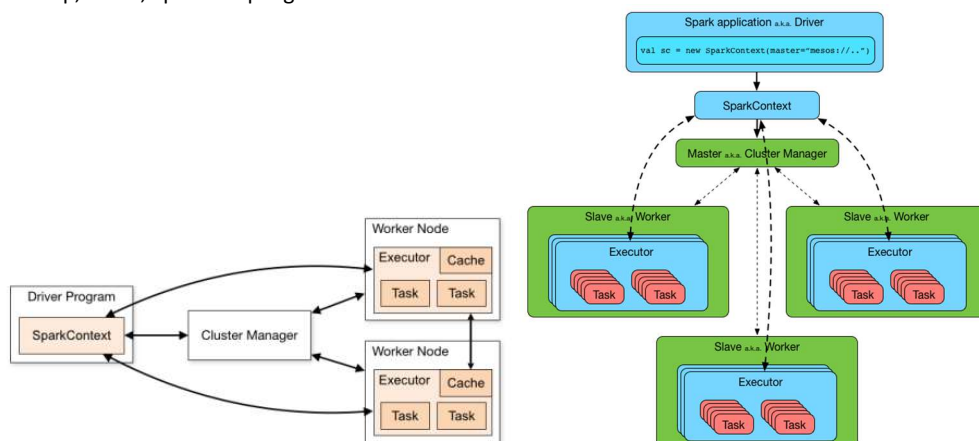 Spark application a.k.a. Driver
val sc = new SparkContext(master="mesos://..")
SparkContext
Master a.k.a. Cluster Manager
Slave a.k.a. Worker
Executor
Task
Task
Slave a.k.a. Worker
Executor
Task
Task
Slave a.k.a. Worker
Executor
Task
Task
Driver Program
SparkContext
Cluster Manager
Worker Node
Executor
Cache
Task
Task
Worker Node
Executor
Cache
Task
Task